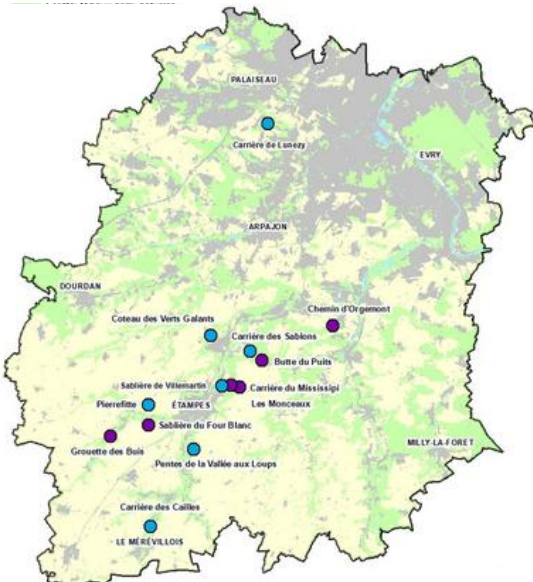 PALAISEAU
Carrière de Lunezy
EVRY
ARPAJON
DOURDAN
Chemin d'Orgemont
Coteau des Verts Galants
Carrière des Sablons
Butte du Puits
Sablière de Villemartin
Carrière du Mississipi
Pierrefitte
ÉTAMPES
Les Monceaux
Sablière du Four Blanc
Grouette des Buis
MILLY-LA-FORET
Pentes de la Vallée aux Loups
Carrière des Cailles
LE MÉRÉVILLOIS